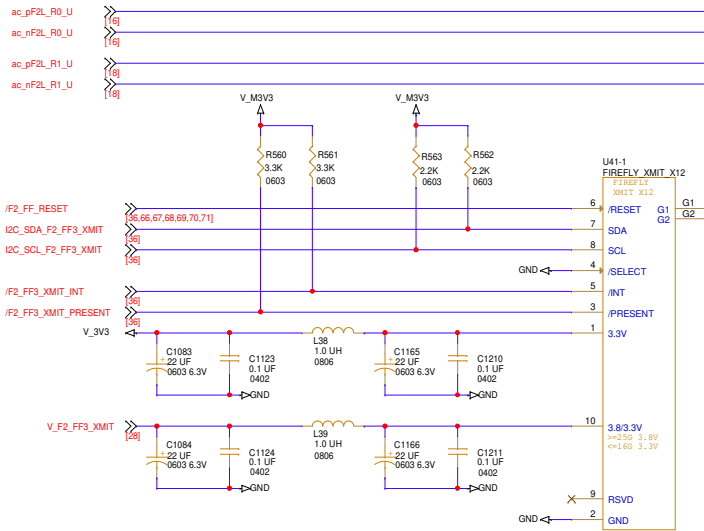 ac_pF2L_R0_U
[16]
ac_nF2L_R0_U
[16]
ac_pF2L_R1_U
[18]
ac_nF2L_R1_U
[18]
V_M3V3
V_M3V3
R560
3.3K
0603
R561
3.3K
0603
R563
2.2K
0603
R562
2.2K
0603
U41-1
FIREFLY_XMIT_X12
FIREFLY
XMIT X12
/F2_FF_RESET
[36,66,67,68,69,70,71]
6
/RESET
G1
G1
G2
G2
I2C_SDA_F2_FF3_XMIT
[36]
7
SDA
I2C_SCL_F2_FF3_XMIT
[36]
8
SCL
GND
4
/SELECT
/F2_FF3_XMIT_INT
[36]
5
/INT
/F2_FF3_XMIT_PRESENT
[36]
3
/PRESENT
V_3V3
1
3.3V
C1083
+
22 UF
0603 6.3V
C1123
0.1 UF
0402
L38
1.0 UH
0806
C1165
+
22 UF
0603 6.3V
C1210
0.1 UF
0402
GND
GND
V_F2_FF3_XMIT
[28]
10
3.8/3.3V
>=25G 3.8V
<=16G 3.3V
C1084
+
22 UF
0603 6.3V
C1124
0.1 UF
0402
L39
1.0 UH
0806
C1166
+
22 UF
0603 6.3V
C1211
0.1 UF
0402
GND
GND
9
RSVD
GND
2
GND